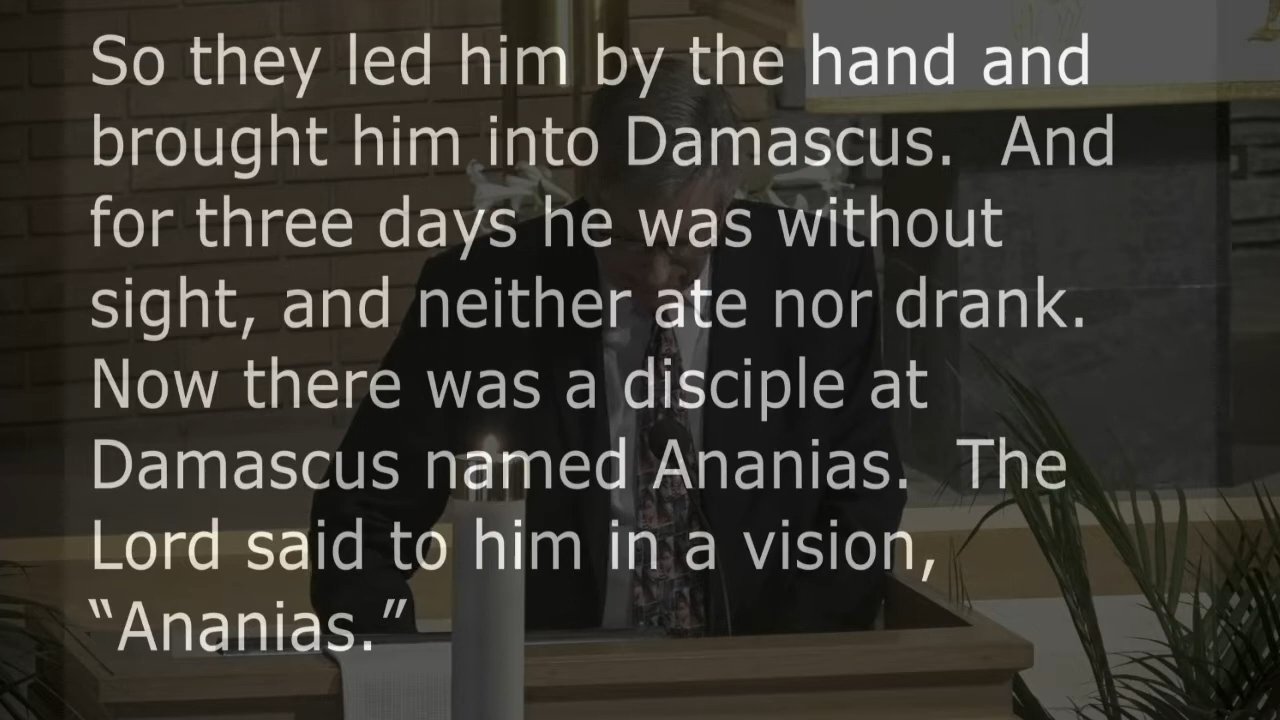 So they led him by the hand and
brought him into Damascus.  And
for three days he was without
sight, and neither ate nor drank.
Now there was a disciple at
Damascus named Ananias.  The
Lord said to him in a vision,
“Ananias.”